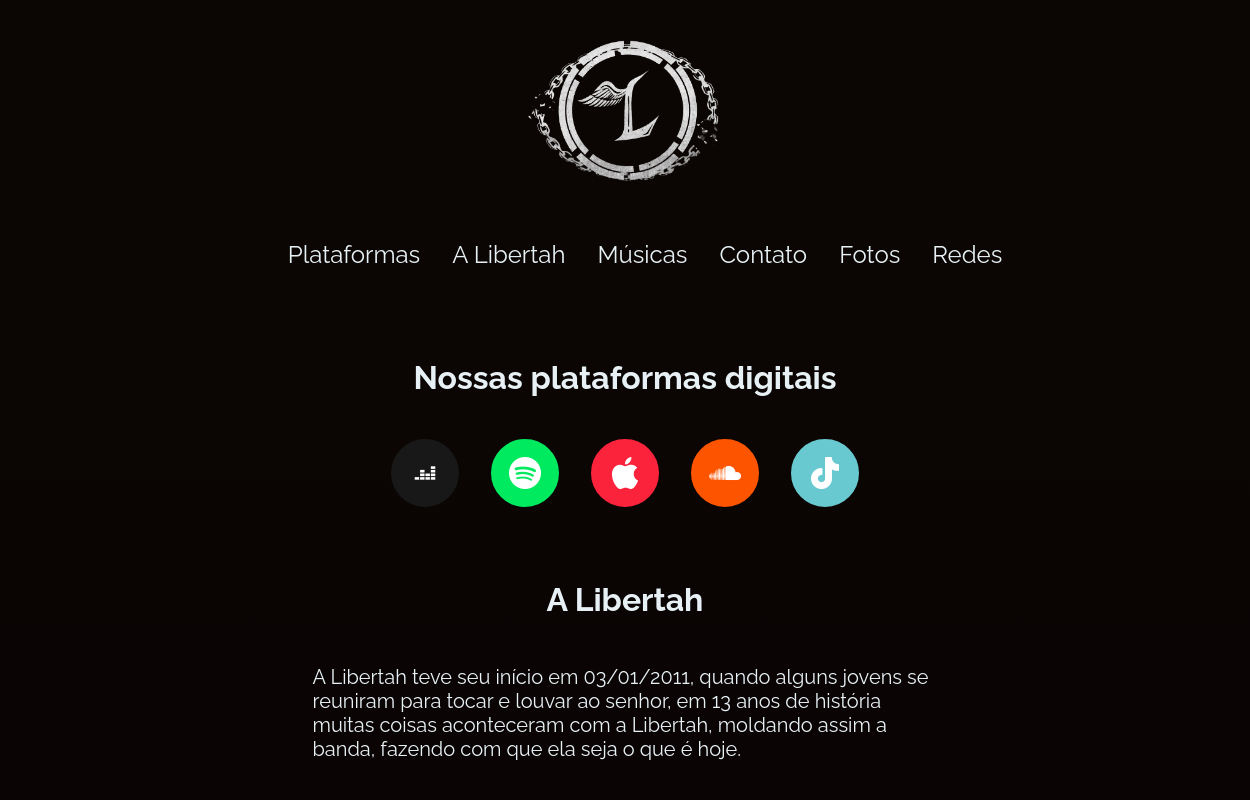 L
Plataformas A Libertah Músicas Contato Fotos Redes
Nossas plataformas digitais
A Libertah
A Libertah teve seu início em 03/01/2011, quando alguns jovens se
reuniram para tocar e louvar ao senhor, em 13 anos de história
muitas coisas aconteceram com a Libertah, moldando assim a
banda, fazendo com que ela seja o que é hoje.